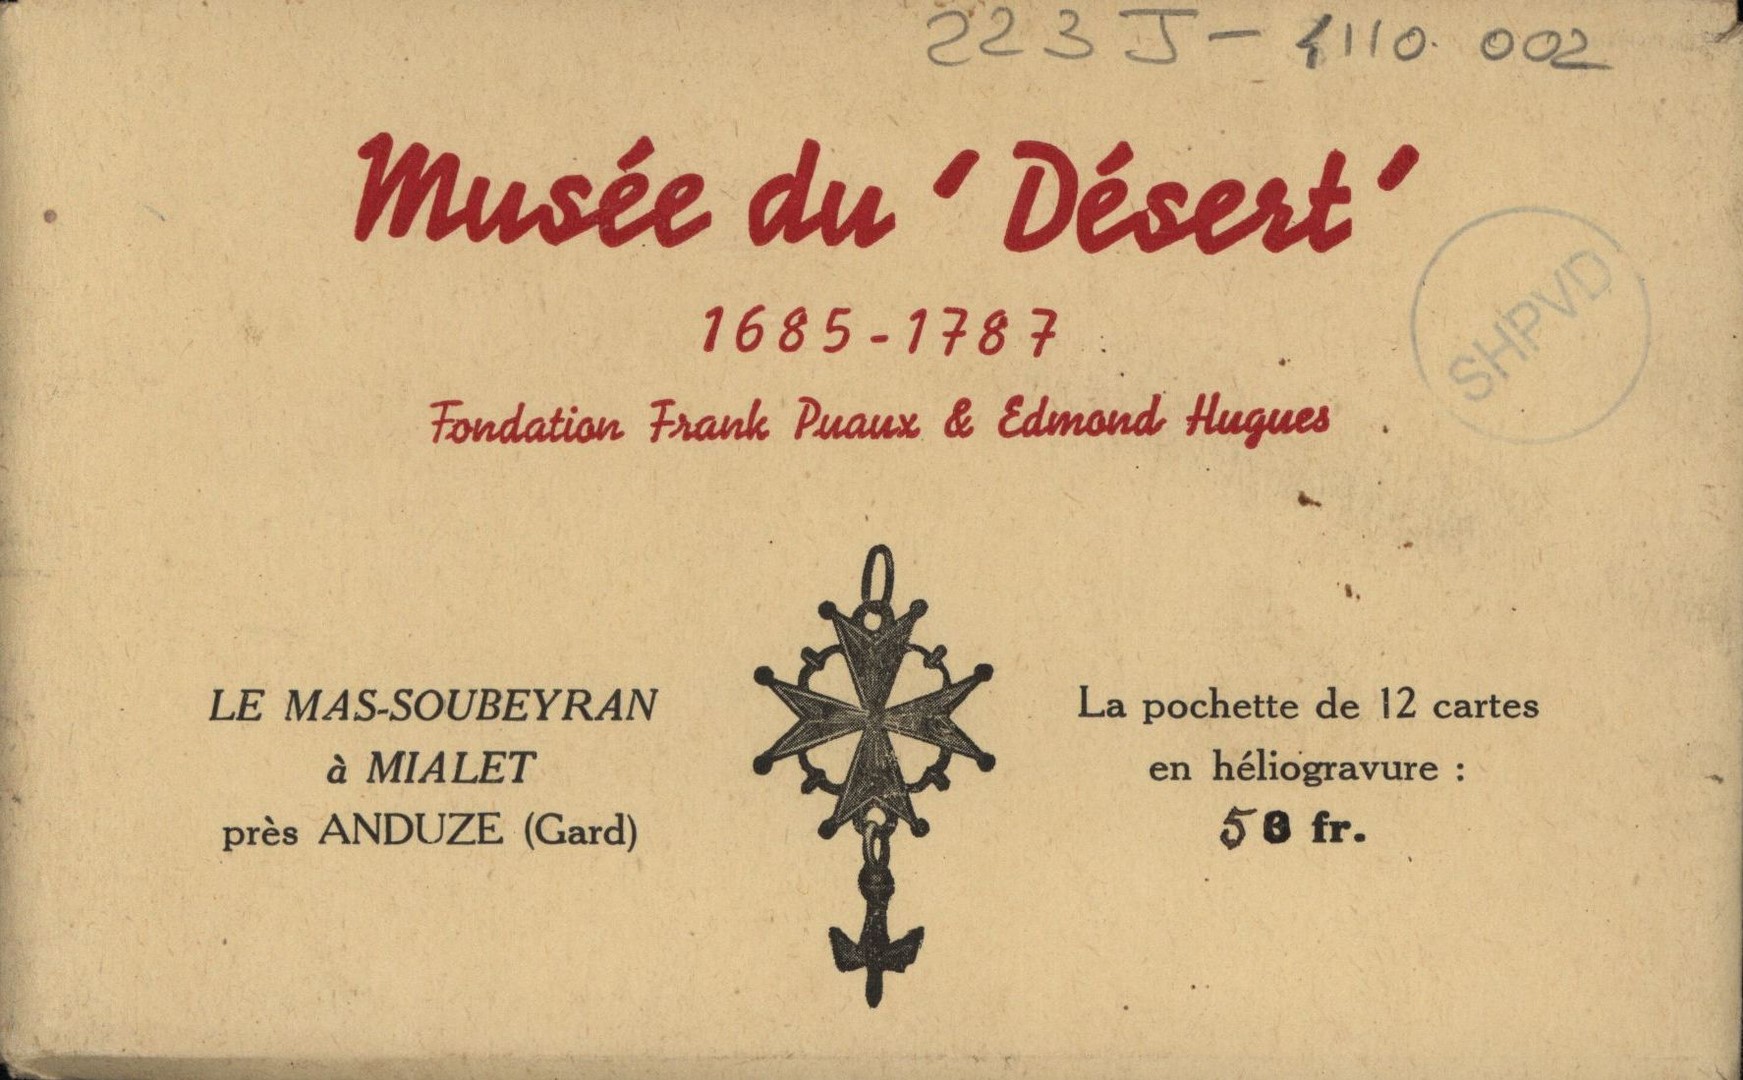 223 J - 4110. 002
Musée du 'Désert'
1685-1787
Fondation Frank Puaux & Edmond Hugues
SHPVD
LE MAS-SOUBEYRAN
à MIALET
près ANDUZE (Gard)
La pochette de 12 cartes
en héliogravure :
fr.